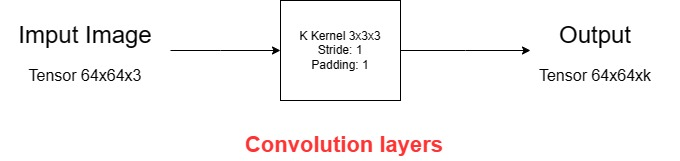 Imput Image
Tensor 64x64x3
K Kernel 3x3x3
Stride: 1
Padding: 1
Output
Tensor 64x64xk
Convolution layers